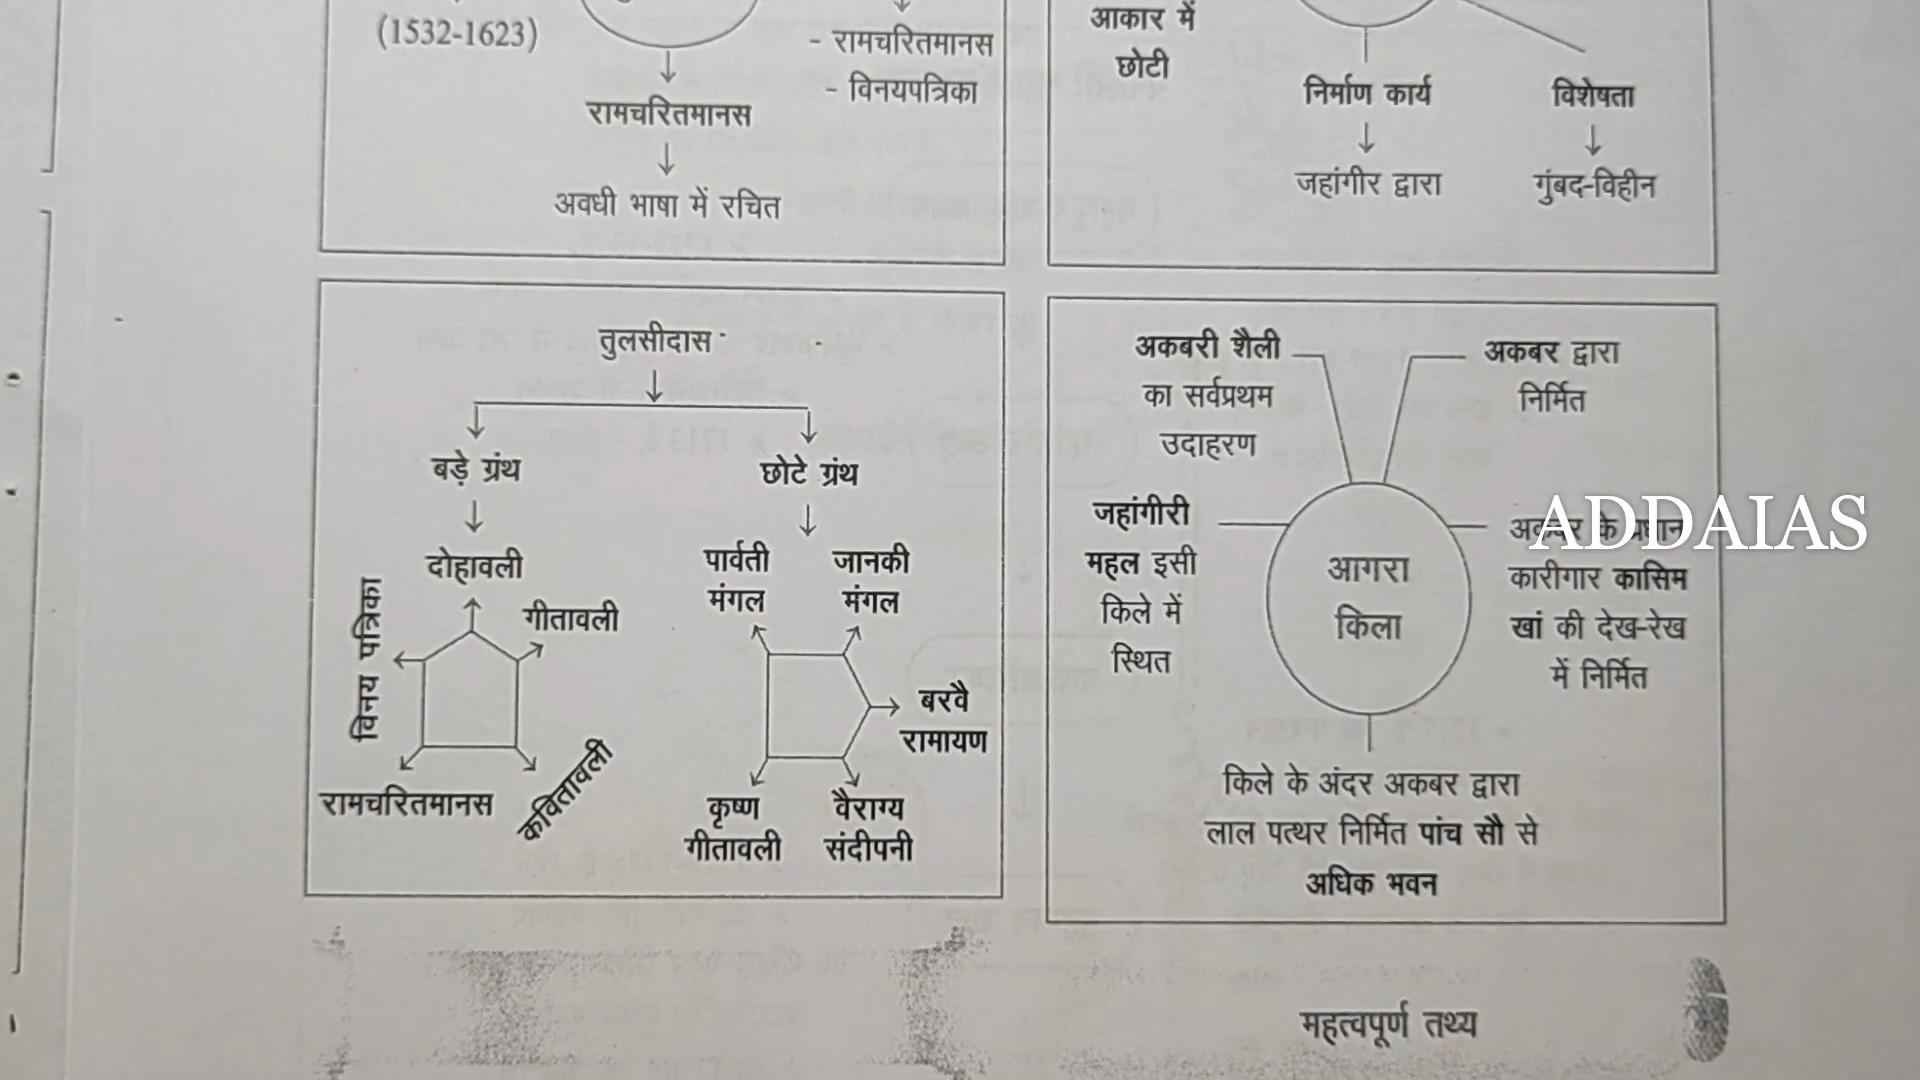 (1532-1623)
रामचरितमानस
अवधी भाषा में रचित
- रामचरितमानस
- विनयपत्रिका
आकार में
छोटी
निर्माण कार्य
जहांगीर द्वारा
विशेषता
गुंबद-विहीन
तुलसीदास
बड़े ग्रंथ
दोहावली
गीतावली
विनय पत्रिका
रामचरितमानस
कवितावली
छोटे ग्रंथ
पार्वती
मंगल
जानकी
मंगल
बरवै
रामायण
कृष्ण
गीतावली
वैराग्य
संदीपनी
अकबरी शैली
का सर्वप्रथम
उदाहरण
अकबर द्वारा
निर्मित
जहांगीरी
महल इसी
किले में
स्थित
आगरा
किला
अकबर के प्रधान
कारीगार कासिम
खां की देख-रेख
में निर्मित
ADDAIAS
किले के अंदर अकबर द्वारा
लाल पत्थर निर्मित पांच सौ से
अधिक भवन
महत्वपूर्ण तथ्य